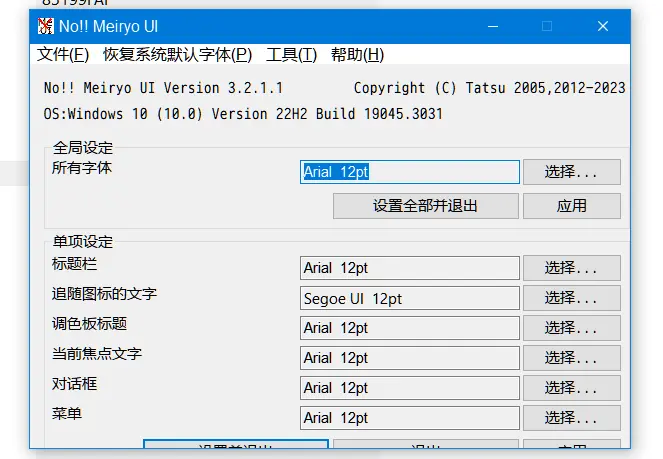 No!! Meiryo UI
文件(F) 恢复系统默认字体(P) 工具(T) 帮助(H)
No!! Meiryo UI Version 3.2.1.1 Copyright (C) Tatsu 2005,2012-2023
OS:Windows 10 (10.0) Version 22H2 Build 19045.3031
全局设定
所有字体 Arial 12pt 选择...
设置全部并退出 应用
单项设定
标题栏 Arial 12pt 选择...
追随图标的文字 Segoe UI 12pt 选择...
调色板标题 Arial 12pt 选择...
当前焦点文字 Arial 12pt 选择...
对话框 Arial 12pt 选择...
菜单 Arial 12pt 选择...